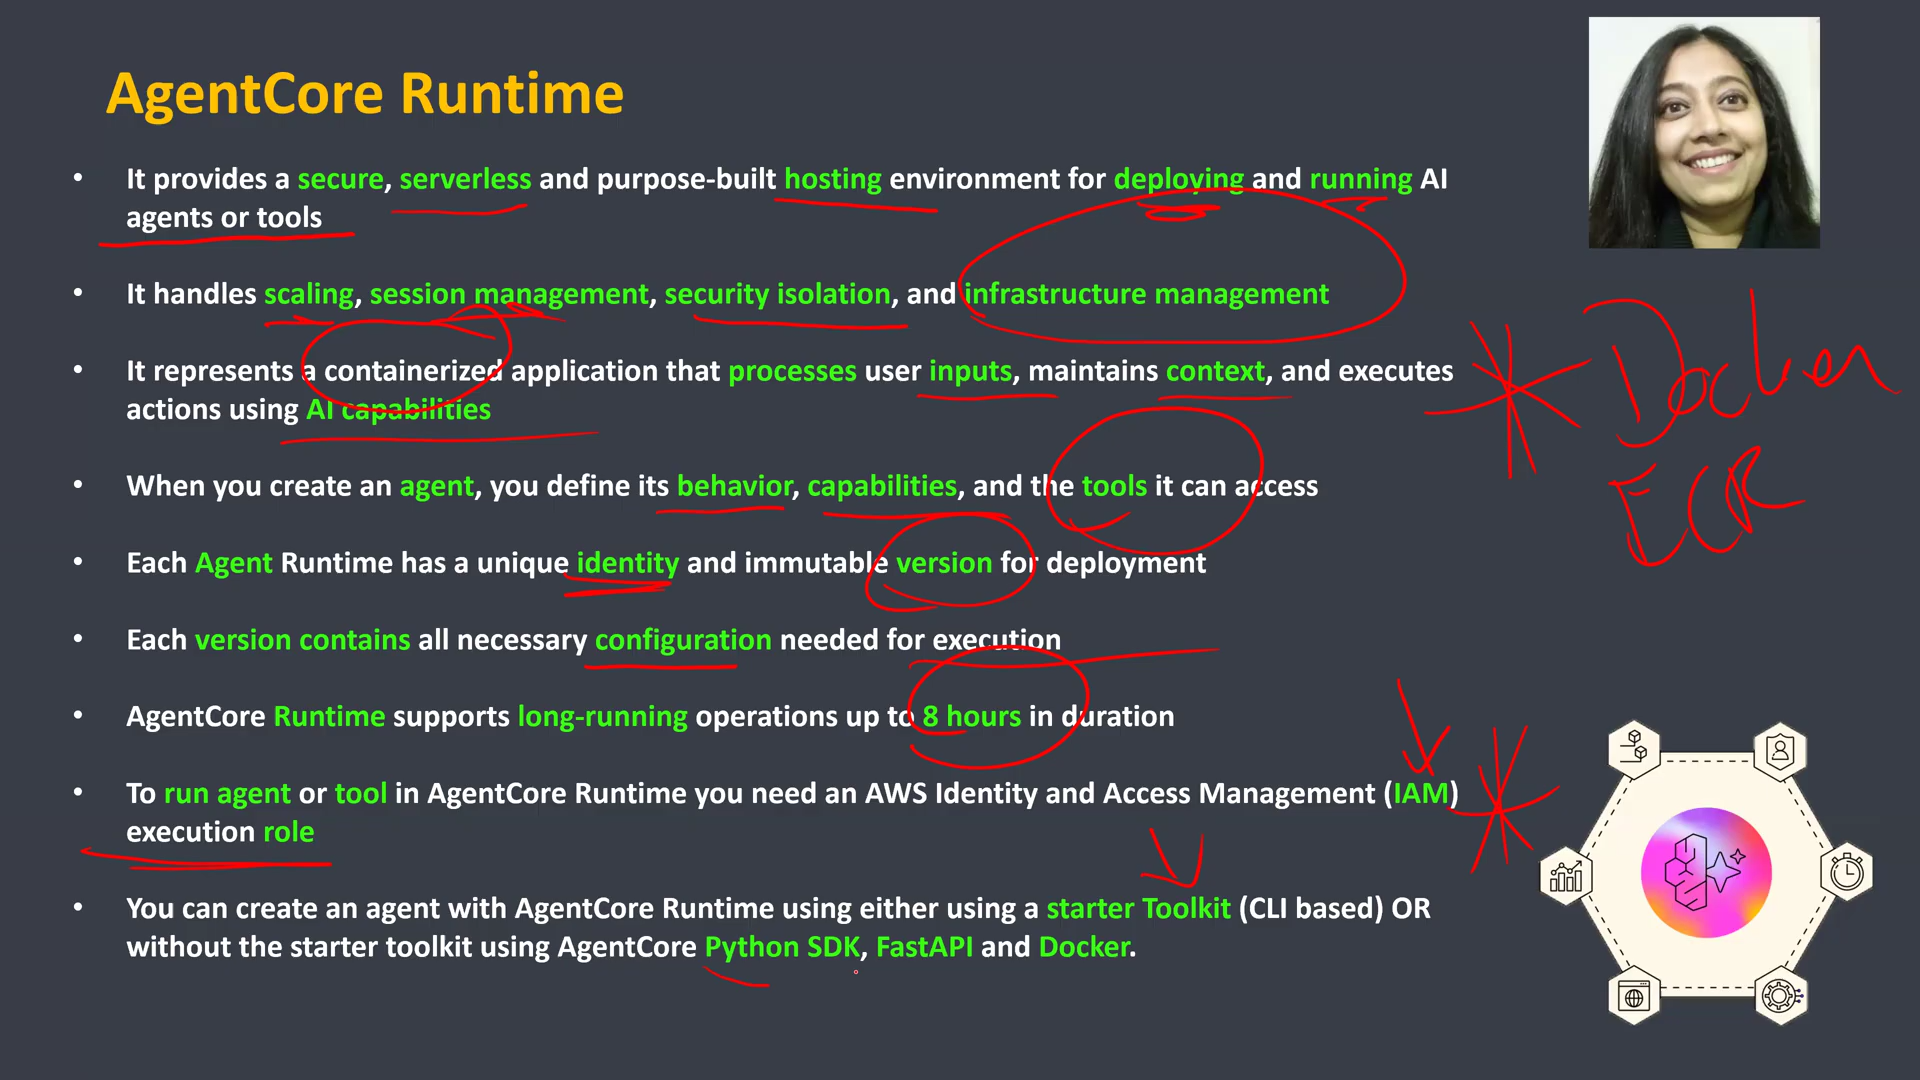 AgentCore Runtime
• It provides a secure, serverless and purpose-built hosting environment for deploying and running AI
agents or tools
• It handles scaling, session management, security isolation, and infrastructure management
• It represents a containerized application that processes user inputs, maintains context, and executes
actions using AI capabilities
Docker
ECR
• When you create an agent, you define its behavior, capabilities, and the tools it can access
• Each Agent Runtime has a unique identity and immutable version for deployment
• Each version contains all necessary configuration needed for execution
• AgentCore Runtime supports long-running operations up to 8 hours in duration
• To run agent or tool in AgentCore Runtime you need an AWS Identity and Access Management (IAM)
execution role
• You can create an agent with AgentCore Runtime using either using a starter Toolkit (CLI based) OR
without the starter toolkit using AgentCore Python SDK, FastAPI and Docker.